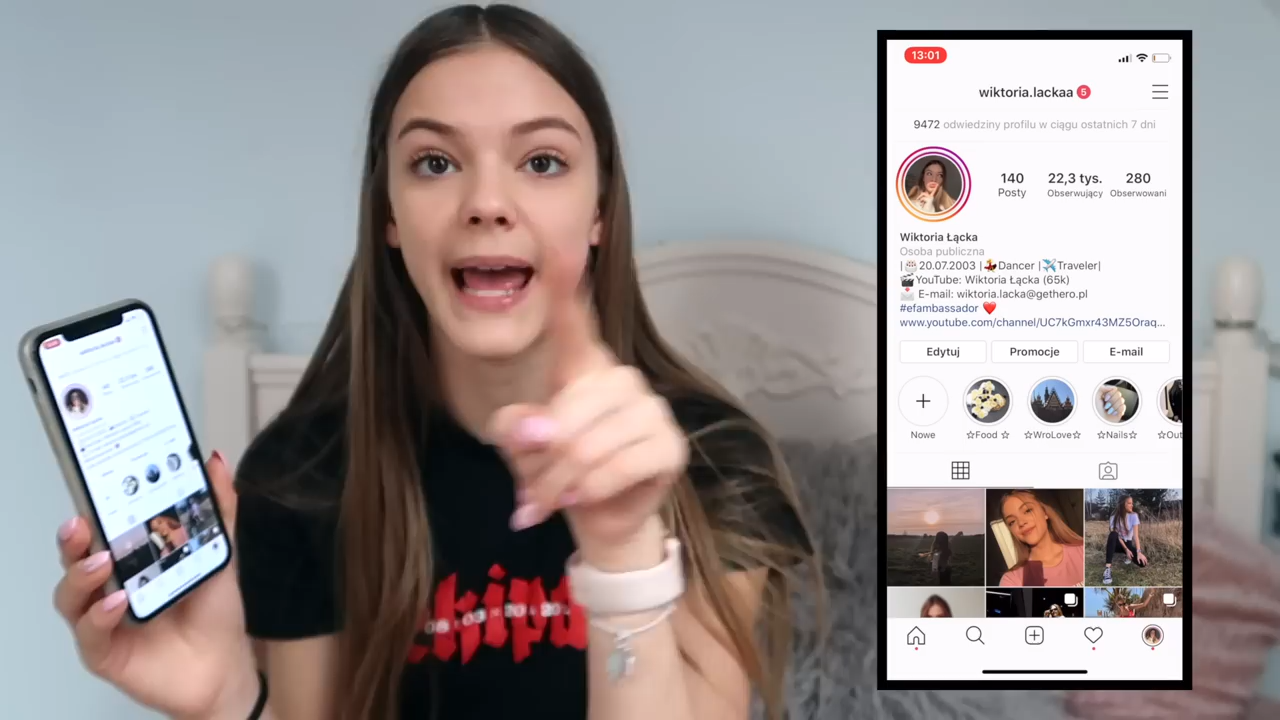 13:01
wiktoria.lackaa 5
9472 odwiedziny profilu w ciągu ostatnich 7 dni
140 22,3 tys. 280
Posty Obserwujący Obserwowani
Wiktoria Łącka
Osoba publiczna
|🎂20.07.2003 |💃Dancer |✈️Traveler|
🎬YouTube: Wiktoria Łącka (65k)
📩 E-mail: wiktoria.lacka@gethero.pl
#efambassador ❤️
www.youtube.com/channel/UC7kGmxr43MZ5Oraq...
Edytuj Promocje E-mail
Nowe ☆Food ☆ ☆WroLove☆ ☆Nails☆ ☆Out